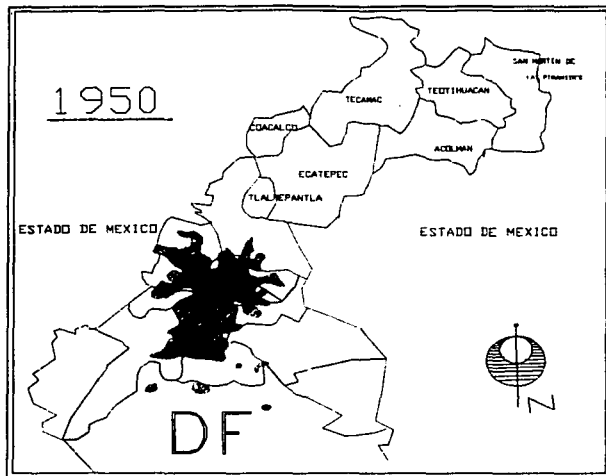 1950
SAN MARTIN DE
LAS PIRAMIDES
TEOTIHUACAN
TECAMAC
COACALCO
ACOLMAN
ECATEPEC
TLALNEPANTLA
ESTADO DE MEXICO
ESTADO DE MEXICO
DF
N